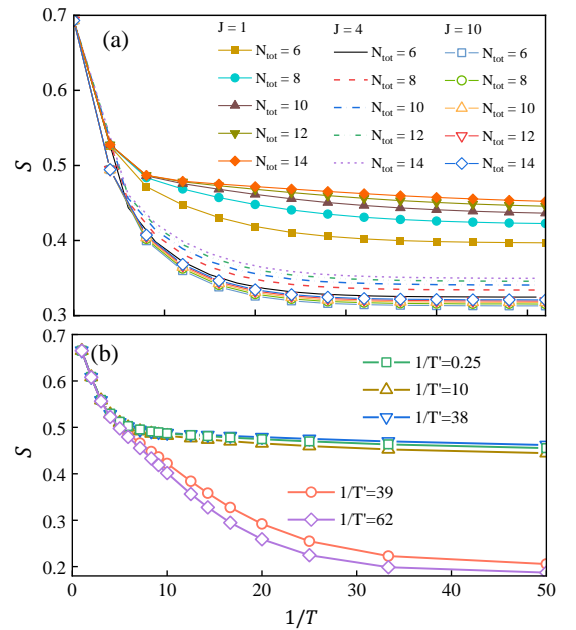 (a)
J = 1 J = 4 J = 10
N_tot = 6 N_tot = 6 N_tot = 6
N_tot = 8 N_tot = 8 N_tot = 8
N_tot = 10 N_tot = 10 N_tot = 10
N_tot = 12 N_tot = 12 N_tot = 12
N_tot = 14 N_tot = 14 N_tot = 14
0.7
0.6
0.5
0.4
0.3
S
(b)
1/T'=0.25
1/T'=10
1/T'=38
1/T'=39
1/T'=62
0.7
0.6
0.5
0.4
0.3
0.2
S
0 10 20 30 40 50
1/T